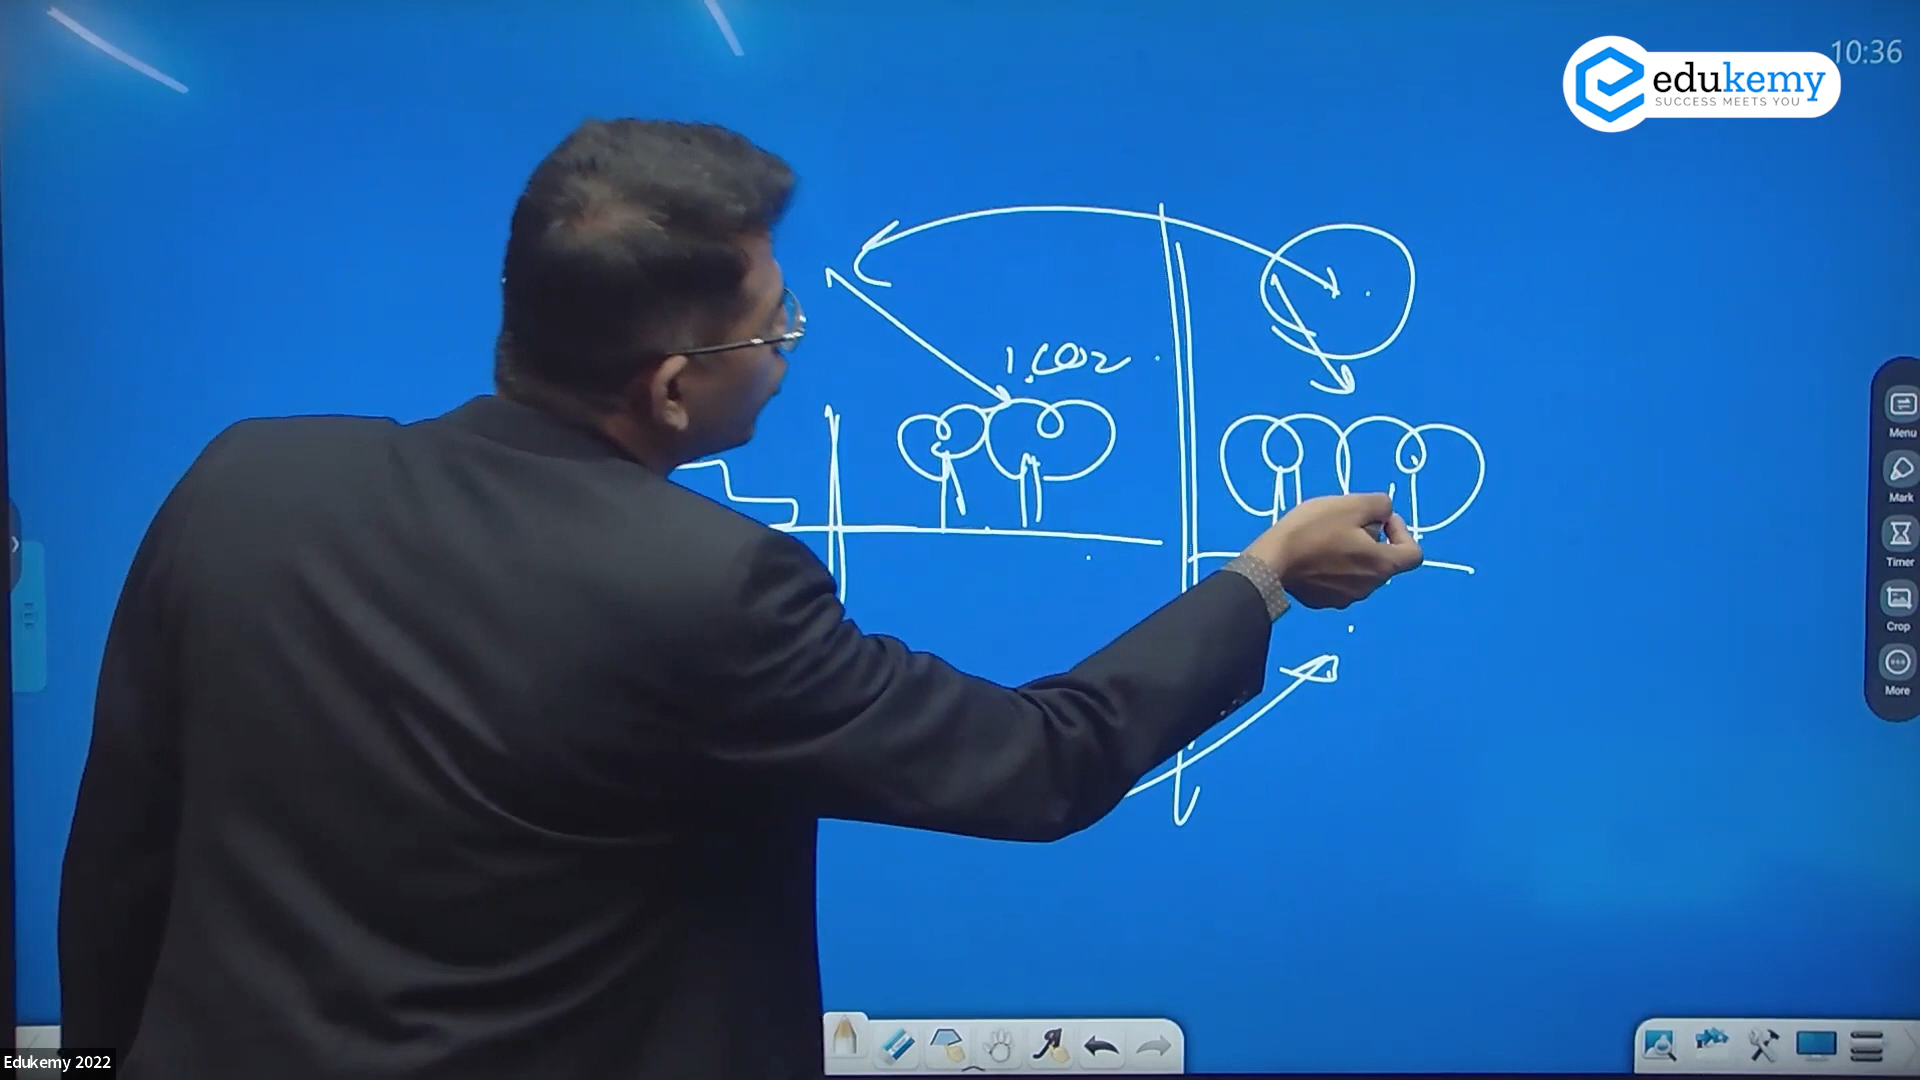 10:36
edukemy
SUCCESS MEETS YOU
1.CO2
Menu
Mark
Timer
Crop
More
Edukemy 2022